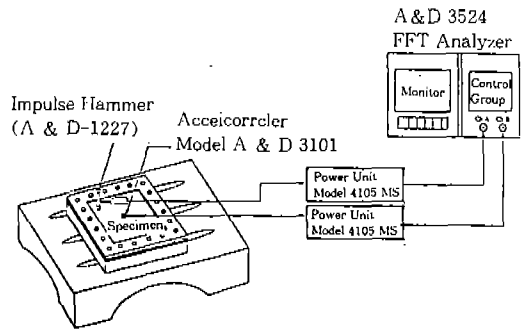 A&D 3524
FFT Analyzer
Monitor
Control
Group
A
B
Impulse Hammer
(A & D-1227)
Acceicorrcler
Model A & D 3101
Power Unit
Model 4105 MS
Power Unit
Model 4105 MS
Specimen